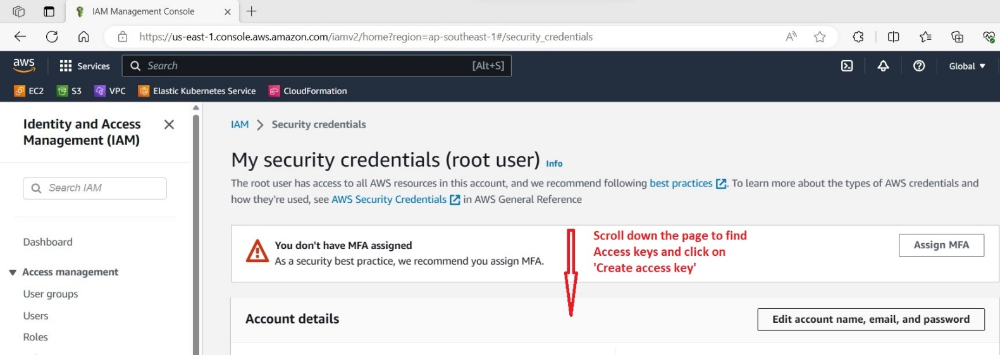 IAM Management Console
https://us-east-1.console.aws.amazon.com/iamv2/home?region=ap-southeast-1#/security_credentials
aws
Services
Search
[Alt+S]
Global
EC2
S3
VPC
Elastic Kubernetes Service
CloudFormation
Identity and Access
Management (IAM)
Search IAM
Dashboard
Access management
User groups
Users
Roles
IAM > Security credentials
My security credentials (root user) Info
The root user has access to all AWS resources in this account, and we recommend following best practices. To learn more about the types of AWS credentials and
how they're used, see AWS Security Credentials in AWS General Reference
You don't have MFA assigned
As a security best practice, we recommend you assign MFA.
Scroll down the page to find
Access keys and click on
'Create access key'
Assign MFA
Account details
Edit account name, email, and password